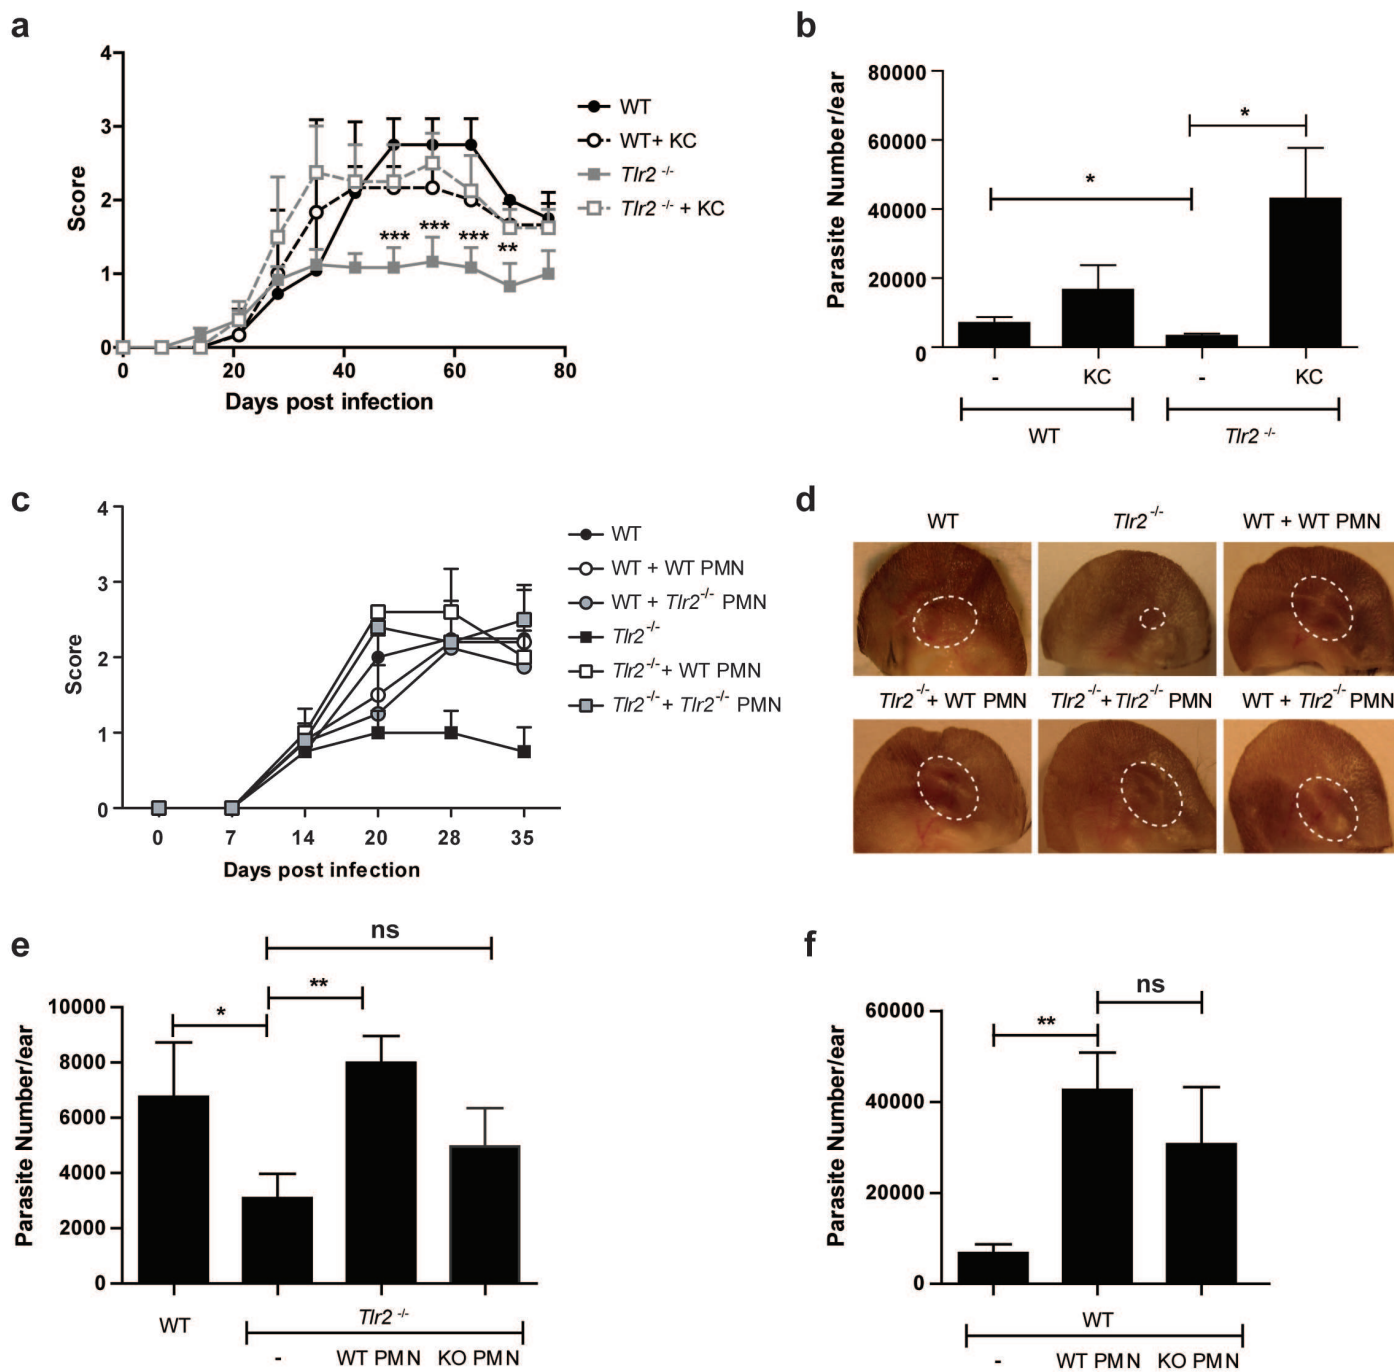 a
4
3
2
1
0
Score
0 20 40 60 80
Days post infection
*** *** *** **
WT
WT+ KC
Tlr2 -/-
Tlr2 -/- + KC
b
80000
60000
40000
20000
0
Parasite Number/ear
*
*
- KC - KC
WT Tlr2 -/-
c
4
3
2
1
0
Score
0 7 14 20 28 35
Days post infection
WT
WT + WT PMN
WT + Tlr2-/- PMN
Tlr2-/-
Tlr2-/- + WT PMN
Tlr2-/- + Tlr2-/- PMN
d
WT Tlr2-/- WT + WT PMN
Tlr2-/- + WT PMN Tlr2-/- + Tlr2-/- PMN WT + Tlr2-/- PMN
e
ns
**
*
10000
8000
6000
4000
2000
0
Parasite Number/ear
WT Tlr2 -/-
- WT PMN KO PMN
f
ns
**
60000
40000
20000
0
Parasite Number/ear
WT
- WT PMN KO PMN